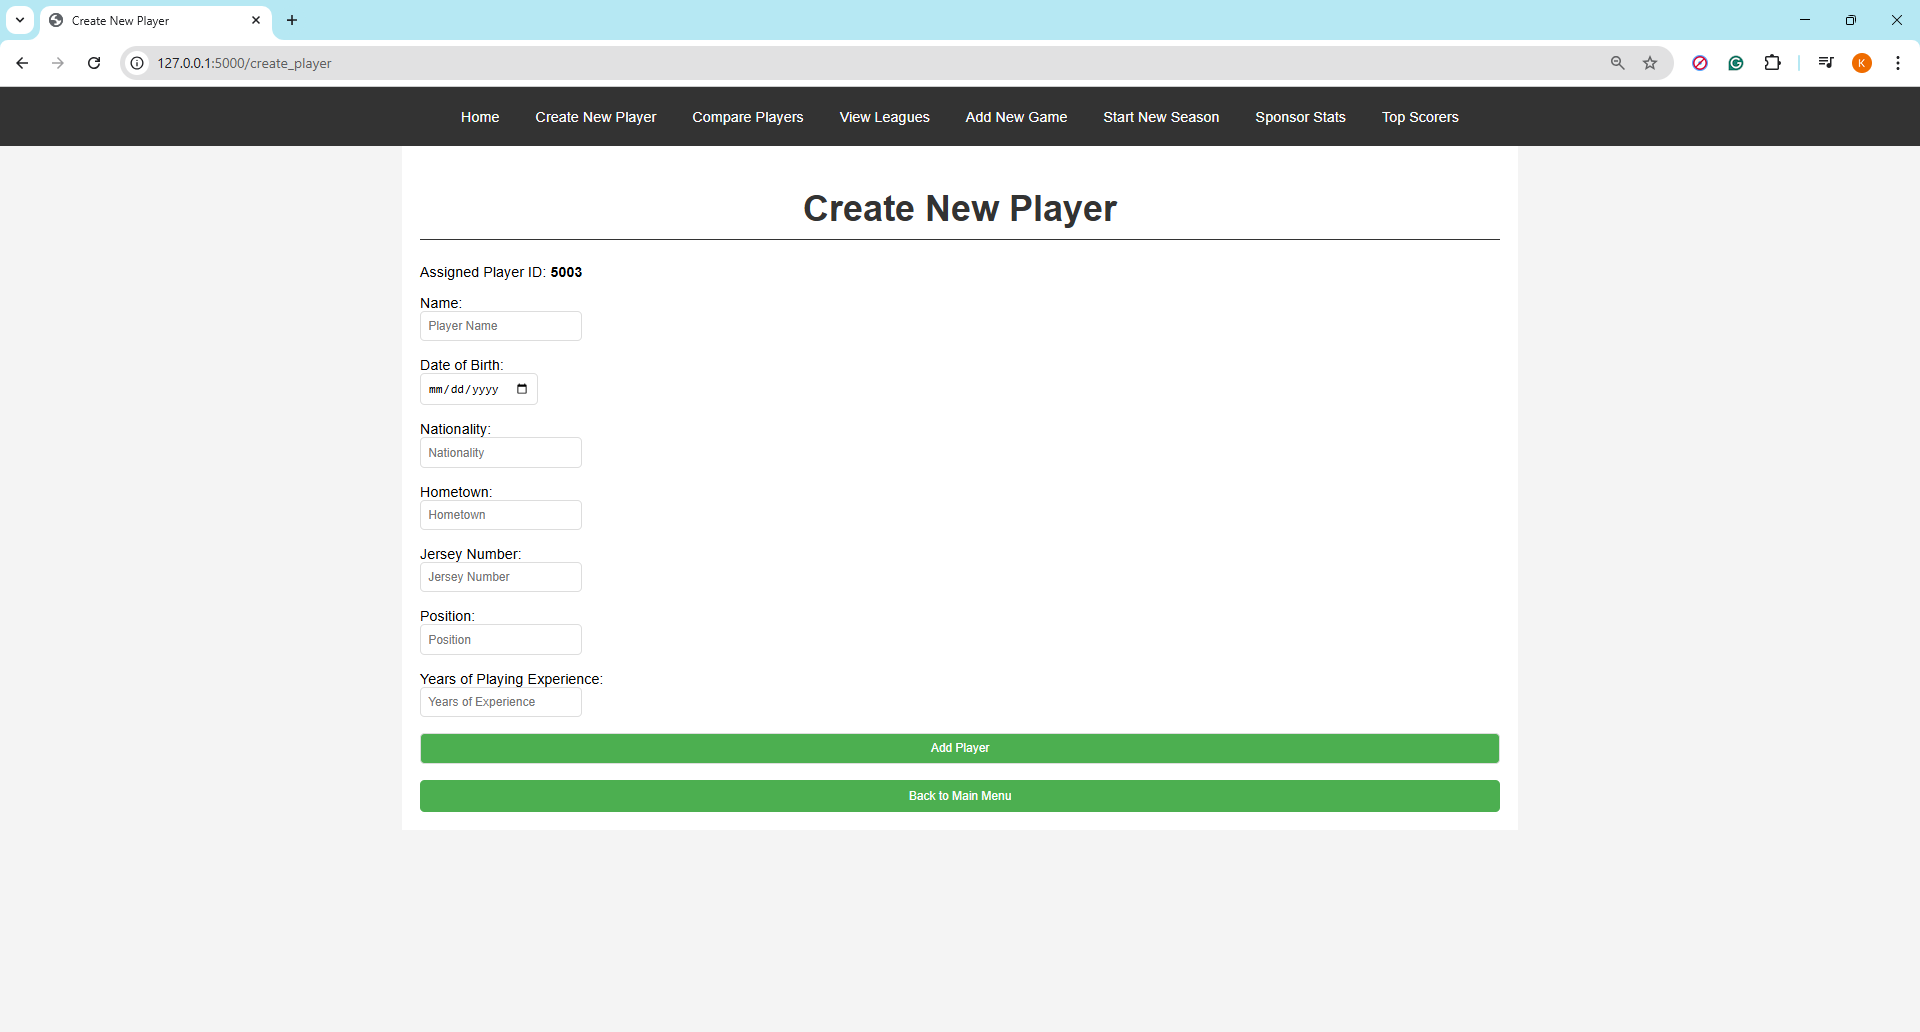 Create New Player
127.0.0.1:5000/create_player
K
Home Create New Player Compare Players View Leagues Add New Game Start New Season Sponsor Stats Top Scorers
Create New Player
Assigned Player ID: 5003
Name:
Player Name
Date of Birth:
mm/dd/yyyy
Nationality:
Nationality
Hometown:
Hometown
Jersey Number:
Jersey Number
Position:
Position
Years of Playing Experience:
Years of Experience
Add Player
Back to Main Menu